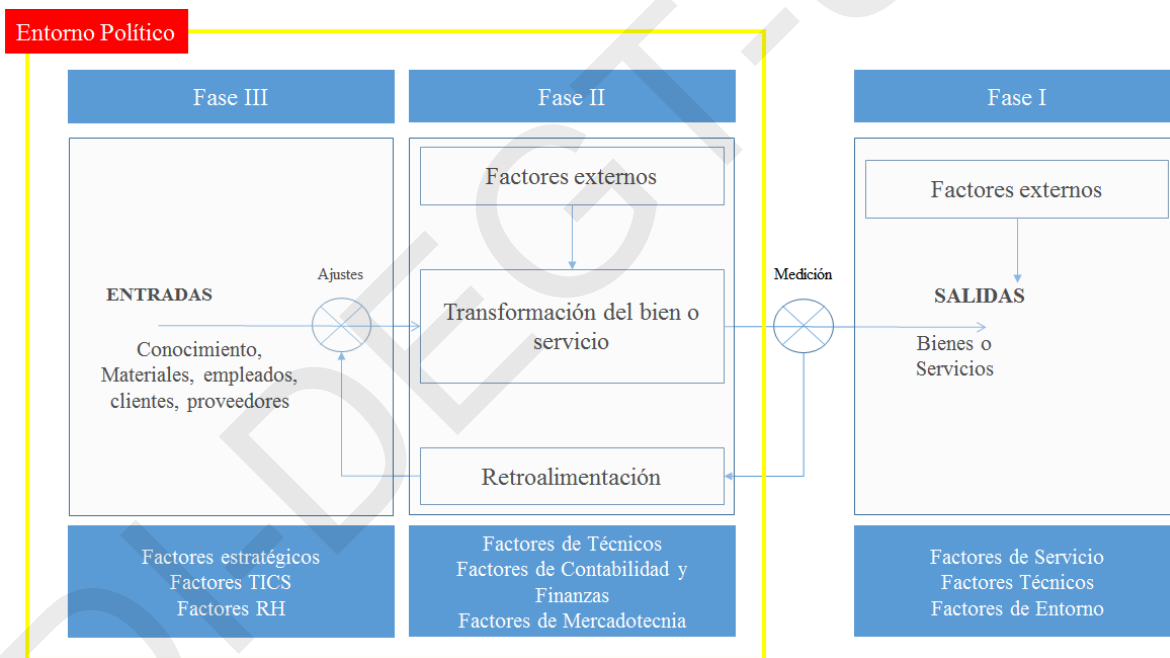 Entorno Político
Fase III
Fase II
Fase I
Factores externos
Factores externos
Ajustes
Medición
ENTRADAS
Transformación del bien o
servicio
SALIDAS
Conocimiento,
Materiales, empleados,
clientes, proveedores
Bienes o
Servicios
Retroalimentación
Factores estratégicos
Factores TICS
Factores RH
Factores de Técnicos
Factores de Contabilidad y
Finanzas
Factores de Mercadotecnia
Factores de Servicio
Factores Técnicos
Factores de Entorno